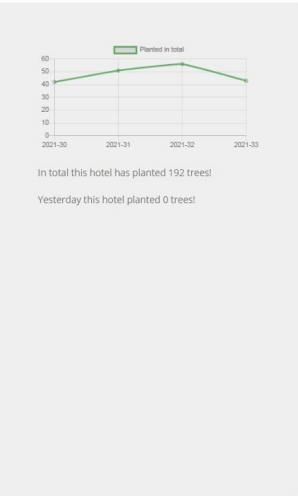 Planted in total
60
50
40
30
20
10
0
2021-30 2021-31 2021-32 2021-33
In total this hotel has planted 192 trees!
Yesterday this hotel planted 0 trees!